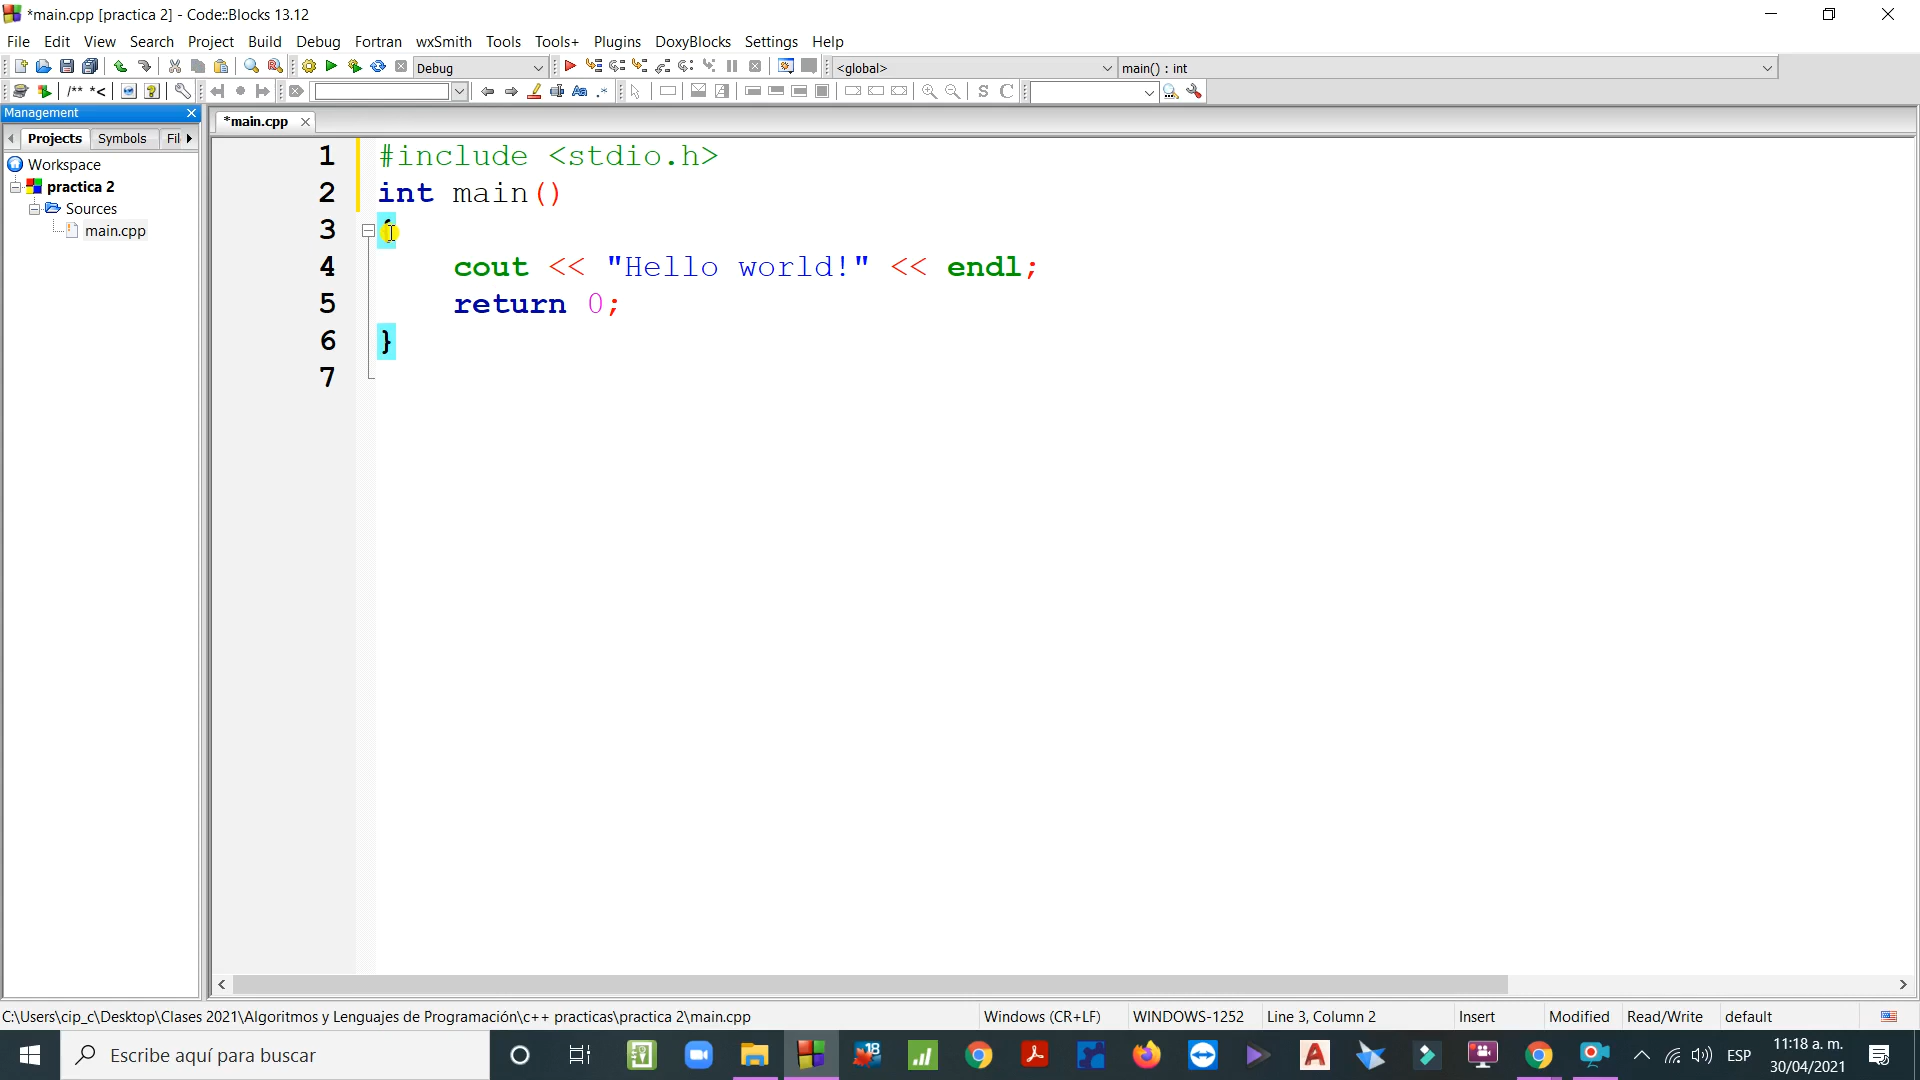 *main.cpp [practica 2] - Code::Blocks 13.12
File Edit View Search Project Build Debug Fortran wxSmith Tools Tools+ Plugins DoxyBlocks Settings Help
Debug <global> main() : int
/** *<
Management
Projects Symbols Fil
*main.cpp
Workspace
practica 2
Sources
main.cpp
1 #include <stdio.h>
2 int main()
3
4 cout << "Hello world!" << endl;
5 return 0;
6 }
7
C:\Users\cip_c\Desktop\Clases 2021\Algoritmos y Lenguajes de Programación\c++ practicas\practica 2\main.cpp Windows (CR+LF) WINDOWS-1252 Line 3, Column 2 Insert Modified Read/Write default
Escribe aquí para buscar
18
ESP
11:18 a. m.
30/04/2021